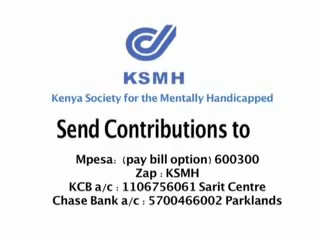 KSMH
Kenya Society for the Mentally Handicapped
Send Contributions to
Mpesa: (pay bill option) 600300
Zap : KSMH
KCB a/c : 1106756061 Sarit Centre
Chase Bank a/c : 5700466002 Parklands